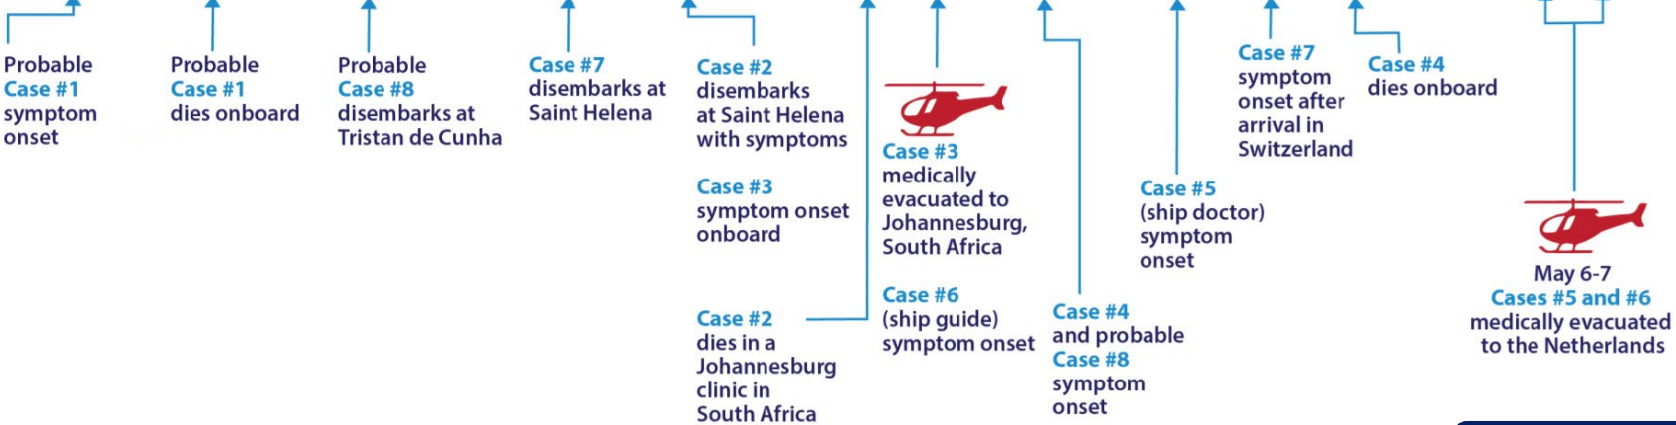 Probable
Case #1
symptom
onset
Probable
Case #1
dies onboard
Probable
Case #8
disembarks at
Tristan de Cunha
Case #7
disembarks at
Saint Helena
Case #2
disembarks
at Saint Helena
with symptoms
Case #3
symptom onset
onboard
Case #2
dies in a
Johannesburg
clinic in
South Africa
Case #3
medically
evacuated to
Johannesburg,
South Africa
Case #6
(ship guide)
symptom onset
Case #4
and probable
Case #8
symptom
onset
Case #5
(ship doctor)
symptom
onset
Case #7
symptom
onset after
arrival in
Switzerland
Case #4
dies onboard
May 6-7
Cases #5 and #6
medically evacuated
to the Netherlands